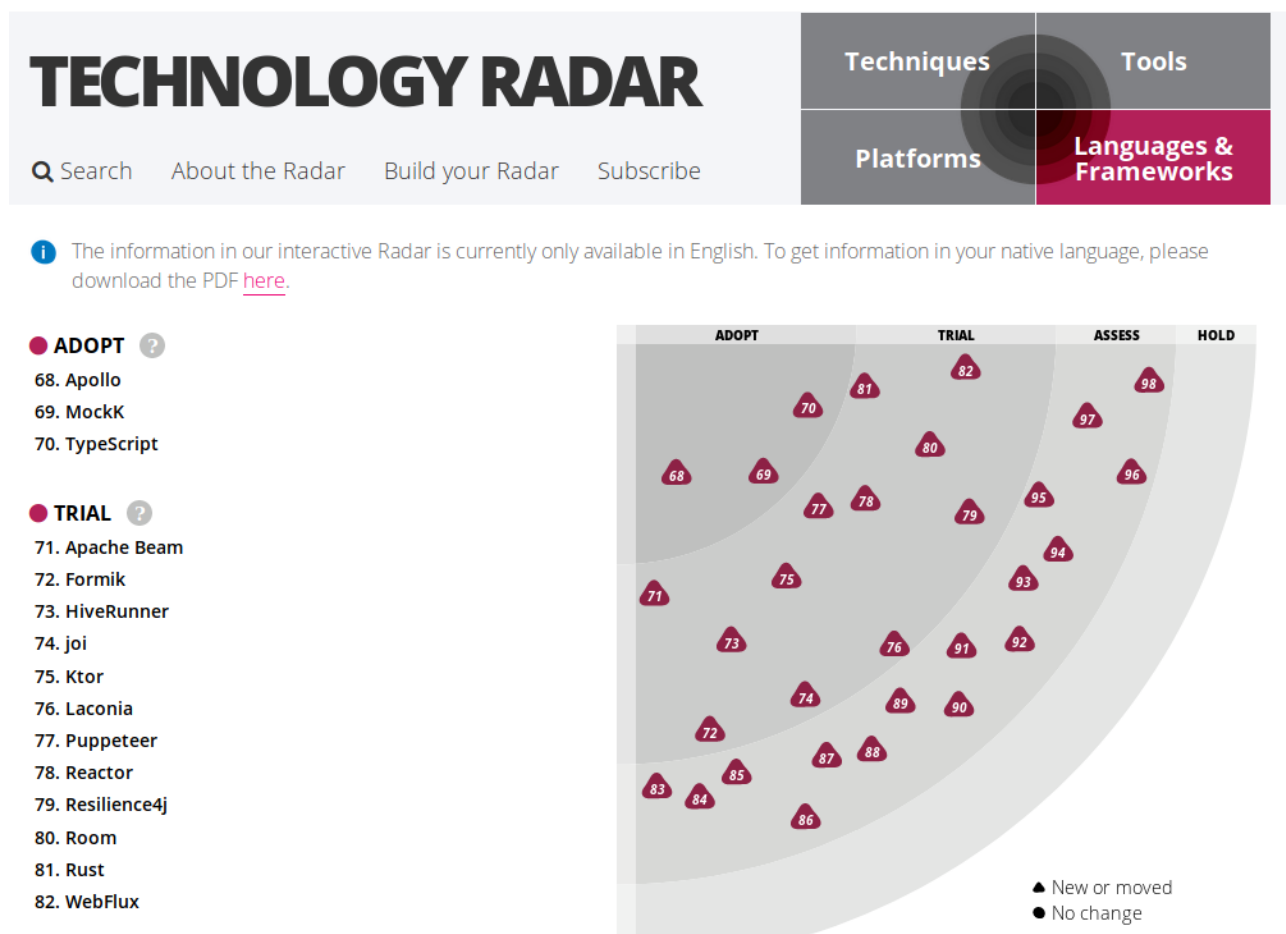 TECHNOLOGY RADAR
Search About the Radar Build your Radar Subscribe
Techniques Tools
Platforms Languages &
Frameworks
i The information in our interactive Radar is currently only available in English. To get information in your native language, please
download the PDF here.
ADOPT ?
68. Apollo
69. MockK
70. TypeScript
TRIAL ?
71. Apache Beam
72. Formik
73. HiveRunner
74. joi
75. Ktor
76. Laconia
77. Puppeteer
78. Reactor
79. Resilience4j
80. Room
81. Rust
82. WebFlux
ADOPT TRIAL ASSESS HOLD
82
98
81
70
97
80
68
69
96
95
78
77
79
94
75
93
71
73
76
91
92
74
89
90
72
88
87
85
83
84
86
New or moved
No change